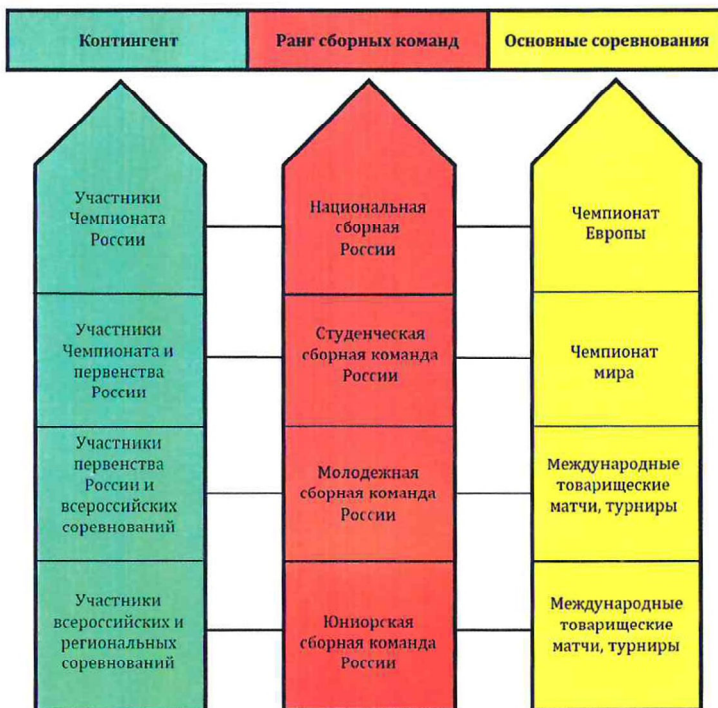 Контингент
Ранг сборных команд
Основные соревнования
Участники
Чемпионата
России
Национальная
сборная
России
Чемпионат
Европы
Участники
Чемпионата и
первенства
России
Студенческая
сборная команда
России
Чемпионат
мира
Участники
первенства
России и
всероссийских
соревнований
Молодежная
сборная команда
России
Международные
товарищеские
матчи, турниры
Участники
всероссийских и
региональных
соревнований
Юниорская
сборная команда
России
Международные
товарищеские
матчи, турниры